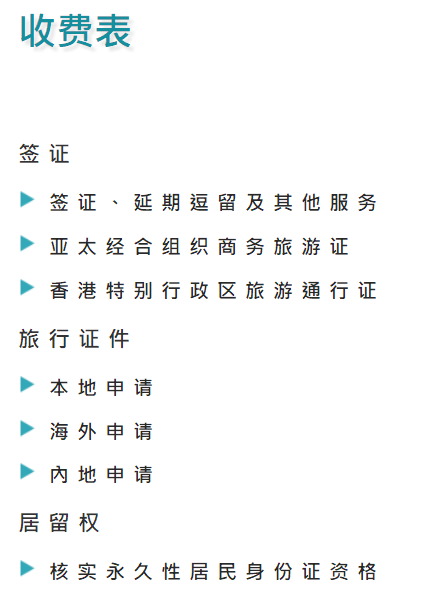 收费表
签证
签证、延期逗留及其他服务
亚太经合组织商务旅游证
香港特别行政区旅游通行证
旅行证件
本地申请
海外申请
內地申请
居留权
核实永久性居民身份证资格